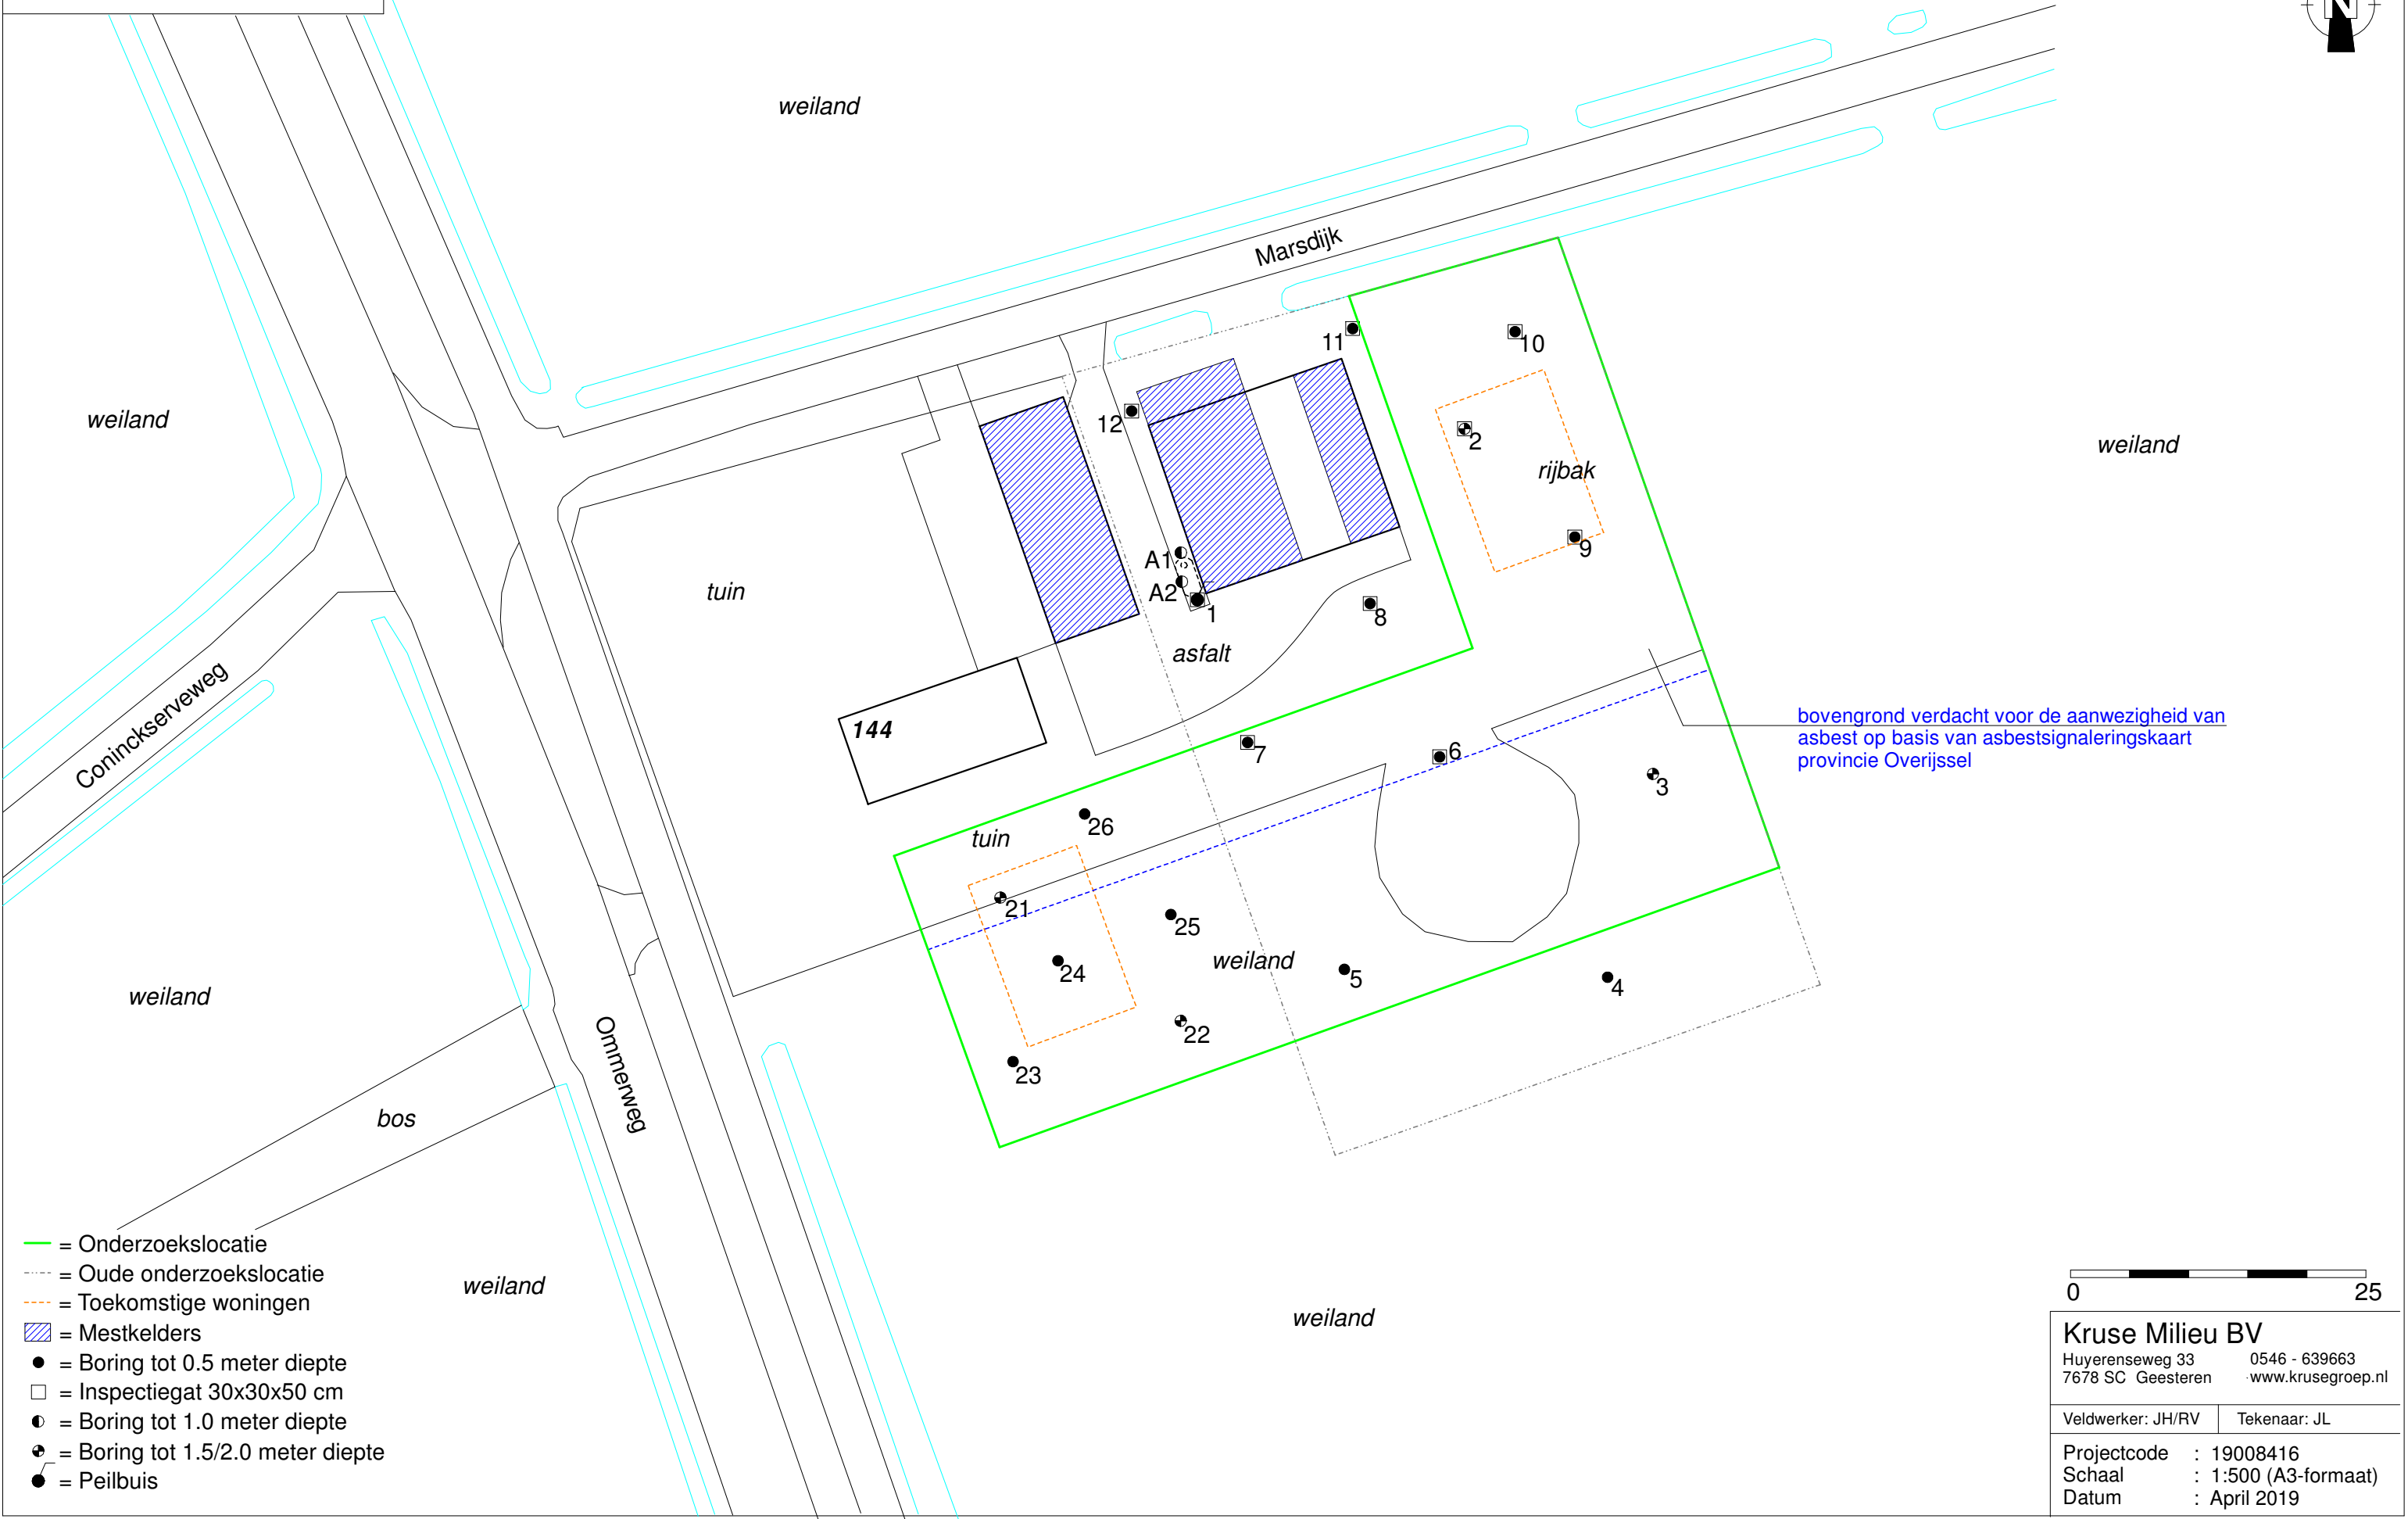 N
weiland
Marsdijk
weiland
weiland
11
10
12
2
rijbak
9
A1
A2
1
8
tuin
asfalt
Coninckserveweg
144
7
6
3
bovengrond verdacht voor de aanwezigheid van
asbest op basis van asbestsignaleringskaart
provincie Overijssel
26
tuin
21
25
24
weiland
5
4
22
23
weiland
Ommerweg
bos
weiland
weiland
= Onderzoekslocatie
= Oude onderzoekslocatie
= Toekomstige woningen
= Mestkelders
= Boring tot 0.5 meter diepte
= Inspectiegat 30x30x50 cm
= Boring tot 1.0 meter diepte
= Boring tot 1.5/2.0 meter diepte
= Peilbuis
0 25
Kruse Milieu BV
Huyerenseweg 33 0546 - 639663
7678 SC Geesteren www.krusegroep.nl
Veldwerker: JH/RV Tekenaar: JL
Projectcode : 19008416
Schaal : 1:500 (A3-formaat)
Datum : April 2019